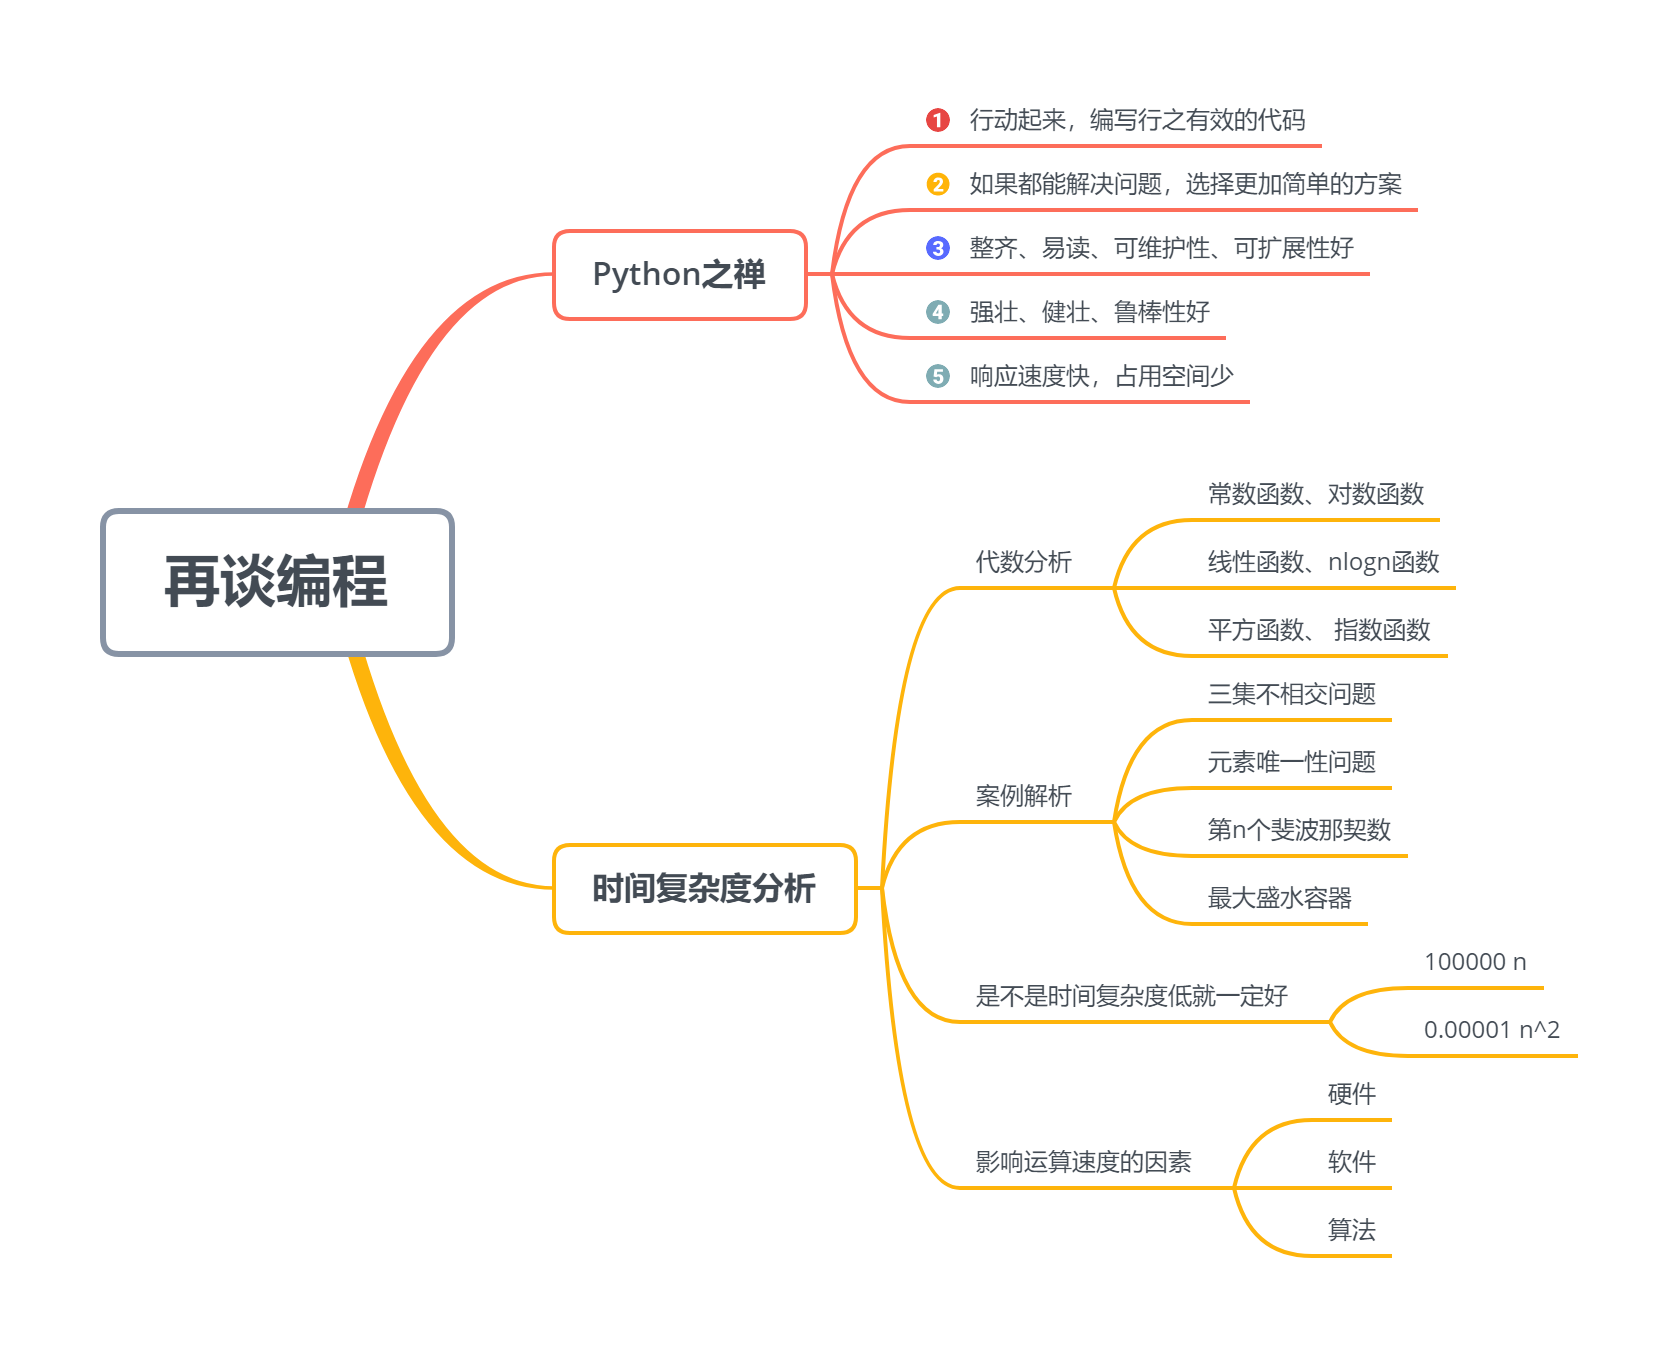 再谈编程
Python之禅
1 行动起来，编写行之有效的代码
2 如果都能解决问题，选择更加简单的方案
3 整齐、易读、可维护性、可扩展性好
4 强壮、健壮、鲁棒性好
5 响应速度快，占用空间少
时间复杂度分析
代数分析
常数函数、对数函数
线性函数、nlogn函数
平方函数、 指数函数
案例解析
三集不相交问题
元素唯一性问题
第n个斐波那契数
最大盛水容器
是不是时间复杂度低就一定好
100000 n
0.00001 n^2
影响运算速度的因素
硬件
软件
算法